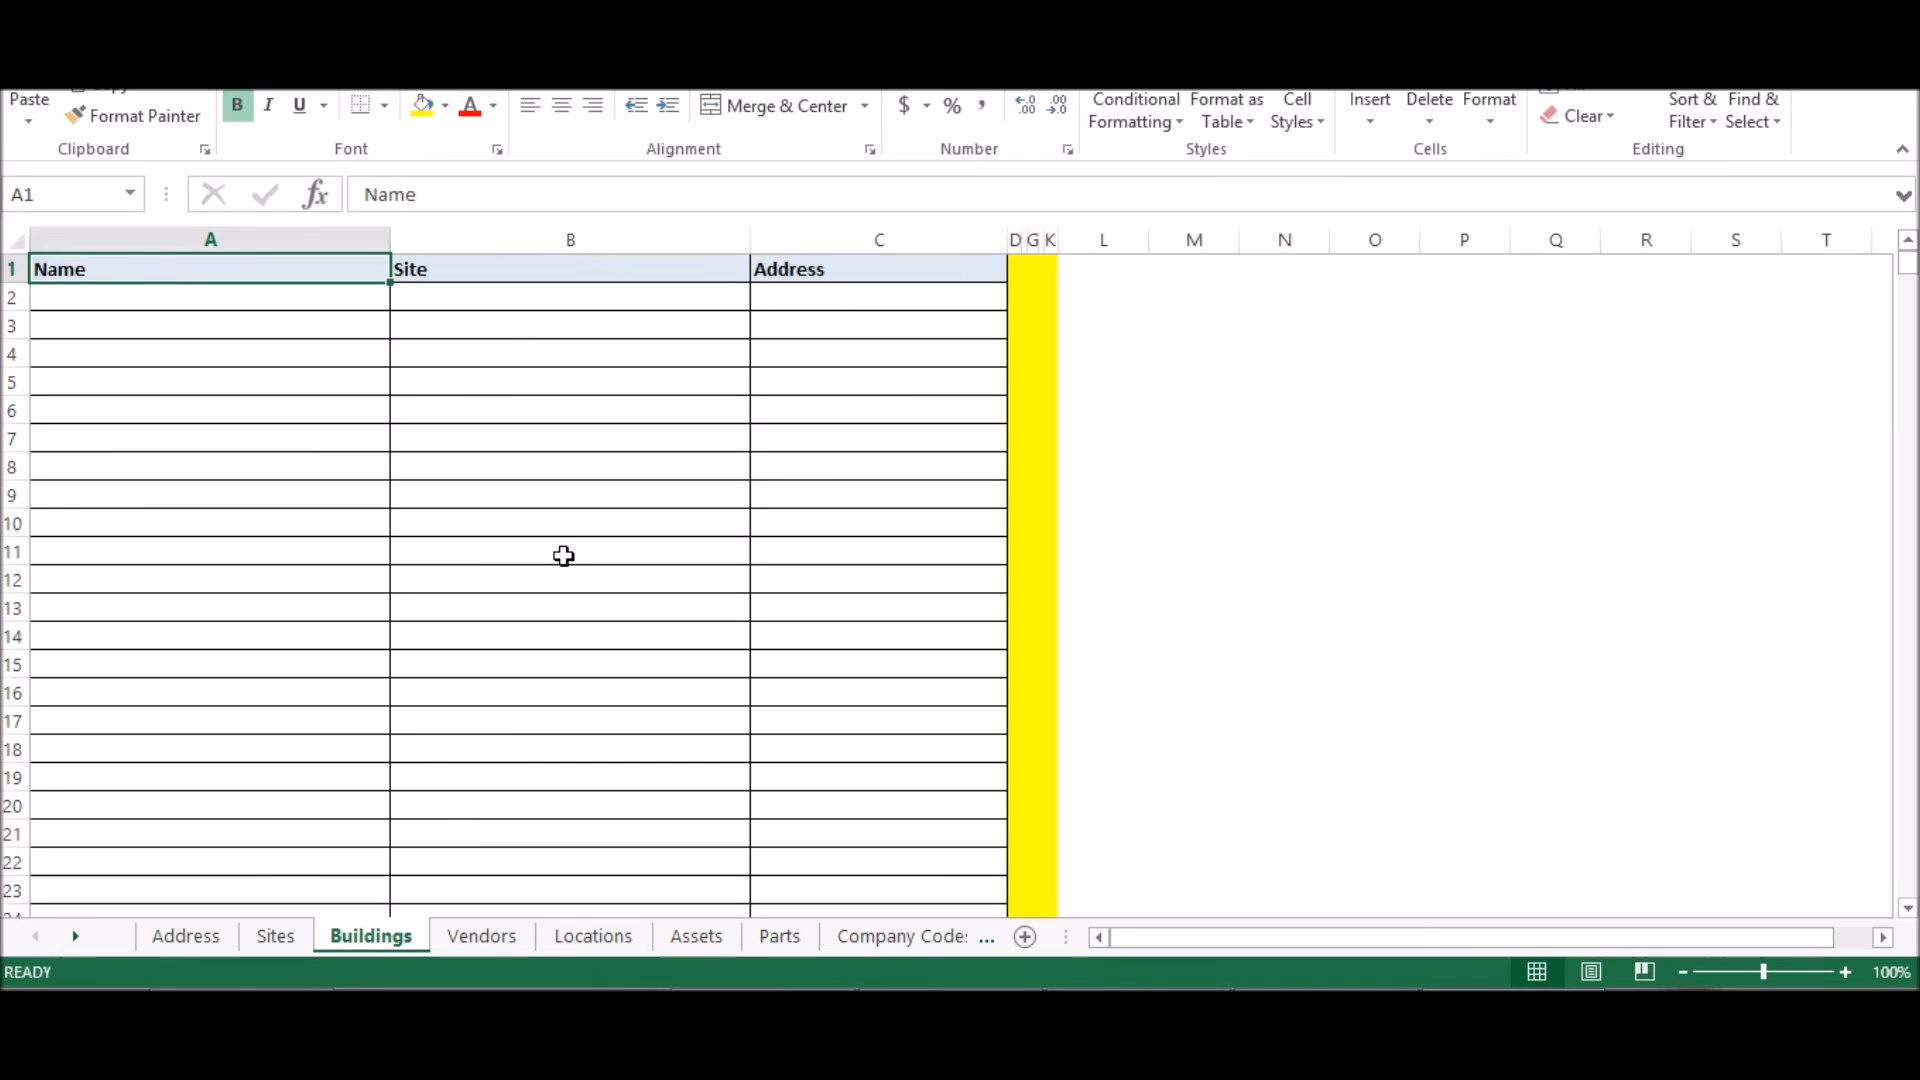 Paste
Format Painter
B I U A
Merge & Center
$ % ,
.00 .00
Conditional Formatting
Format as Table
Cell Styles
Insert
Delete
Format
Clear
Sort & Filter
Find & Select
Clipboard Font Alignment Number Styles Cells Editing
A1 fx Name
A B C D G K L M N O P Q R S T
1 Name Site Address
2
3
4
5
6
7
8
9
10
11
12
13
14
15
16
17
18
19
20
21
22
23
Address Sites Buildings Vendors Locations Assets Parts Company Code: ...
READY 100%